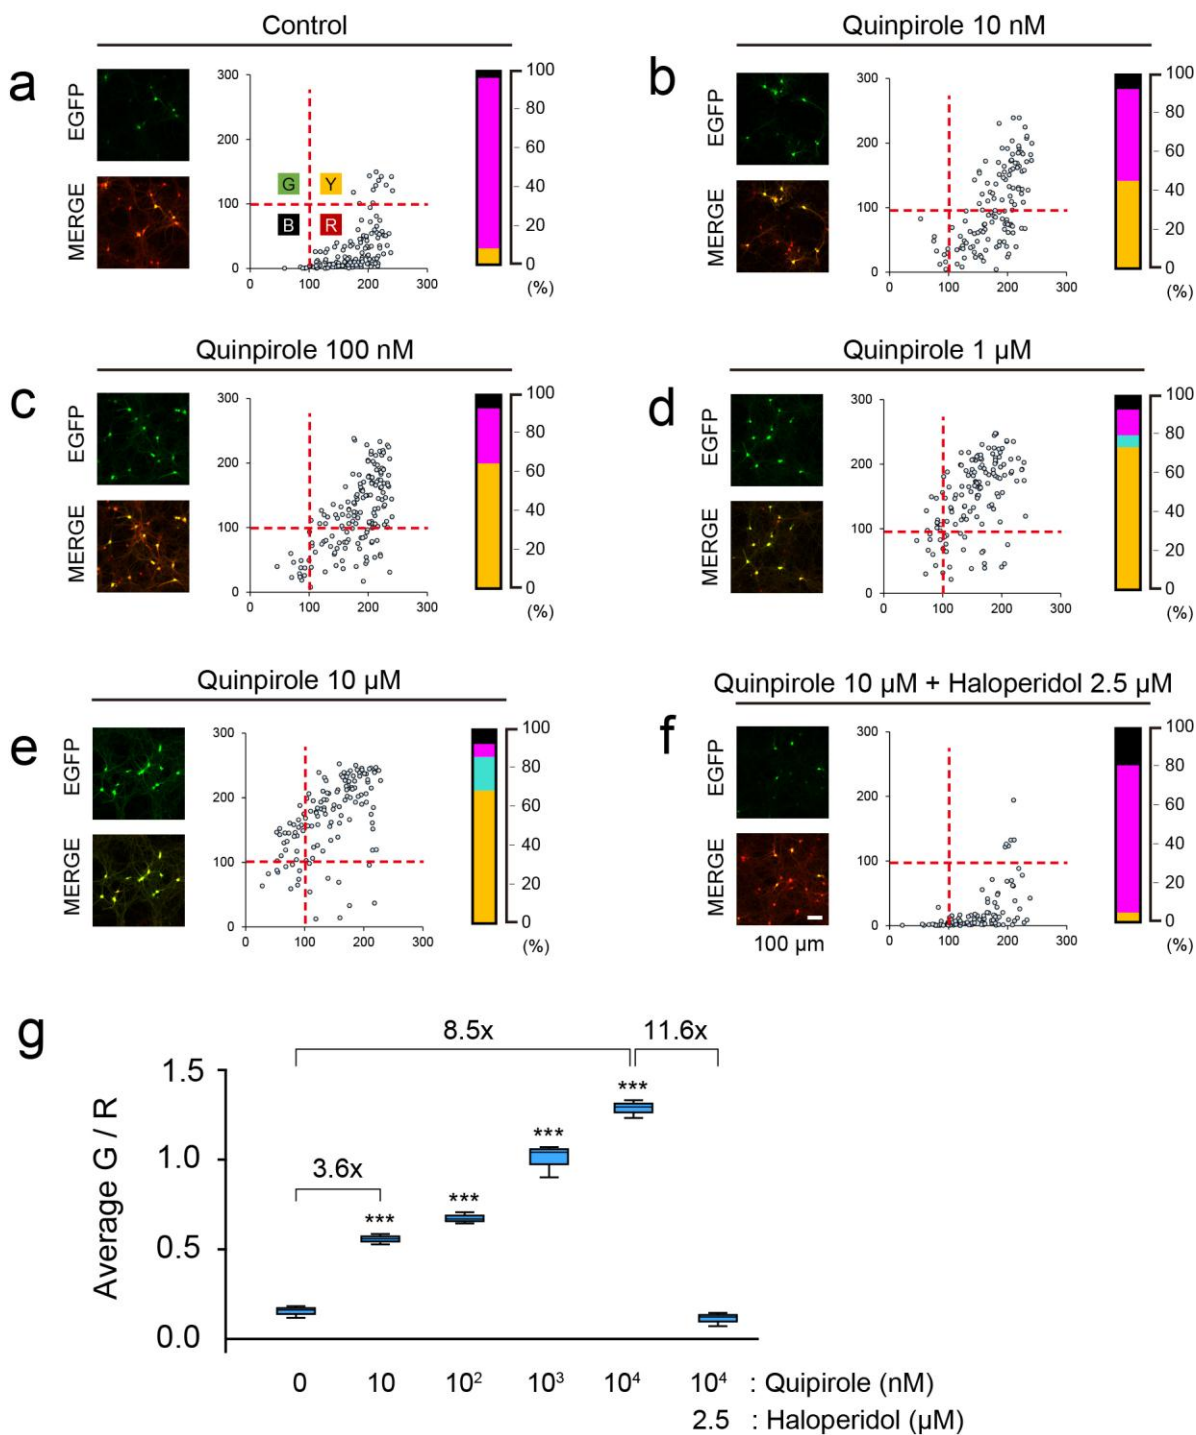 Control
a
EGFP
MERGE
300
200
100
0
0 100 200 300
G Y
B R
100
80
60
40
20
0
(%)
Quinpirole 10 nM
b
EGFP
MERGE
300
200
100
0
0 100 200 300
100
80
60
40
20
0
(%)
Quinpirole 100 nM
c
EGFP
MERGE
300
200
100
0
0 100 200 300
100
80
60
40
20
0
(%)
Quinpirole 1 μM
d
EGFP
MERGE
300
200
100
0
0 100 200 300
100
80
60
40
20
0
(%)
Quinpirole 10 μM
e
EGFP
MERGE
300
200
100
0
0 100 200 300
100
80
60
40
20
0
(%)
Quinpirole 10 μM + Haloperidol 2.5 μM
f
EGFP
MERGE
100 μm
300
200
100
0
0 100 200 300
100
80
60
40
20
0
(%)
g
8.5x 11.6x
3.6x
*** *** *** ***
Average G / R
1.5
1.0
0.5
0.0
0 10 10² 10³ 10⁴ 10⁴ : Quipirole (nM)
2.5 : Haloperidol (μM)